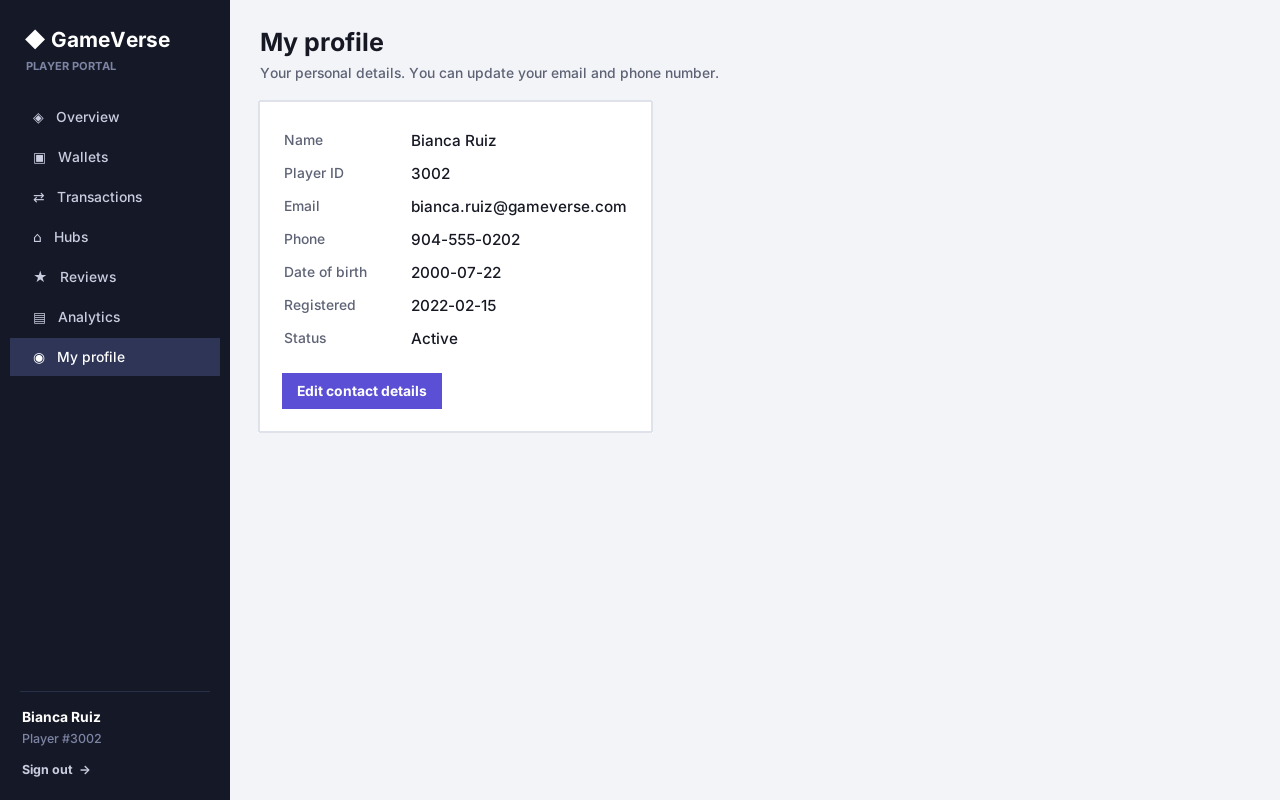 ◆ GameVerse
PLAYER PORTAL
◈ Overview
▣ Wallets
⇄ Transactions
⌂ Hubs
★ Reviews
▤ Analytics
◉ My profile
Bianca Ruiz
Player #3002
Sign out →
My profile
Your personal details. You can update your email and phone number.
Name Bianca Ruiz
Player ID 3002
Email bianca.ruiz@gameverse.com
Phone 904-555-0202
Date of birth 2000-07-22
Registered 2022-02-15
Status Active
Edit contact details